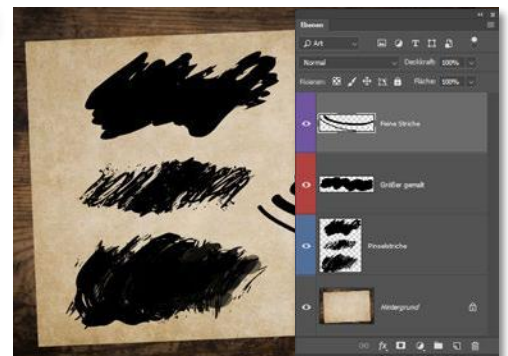 Ebenen
Art
Normal Deckkraft: 100%
Fixieren: Fläche: 100%
Feine Striche
Größer gemalt
Pinselstriche
Hintergrund